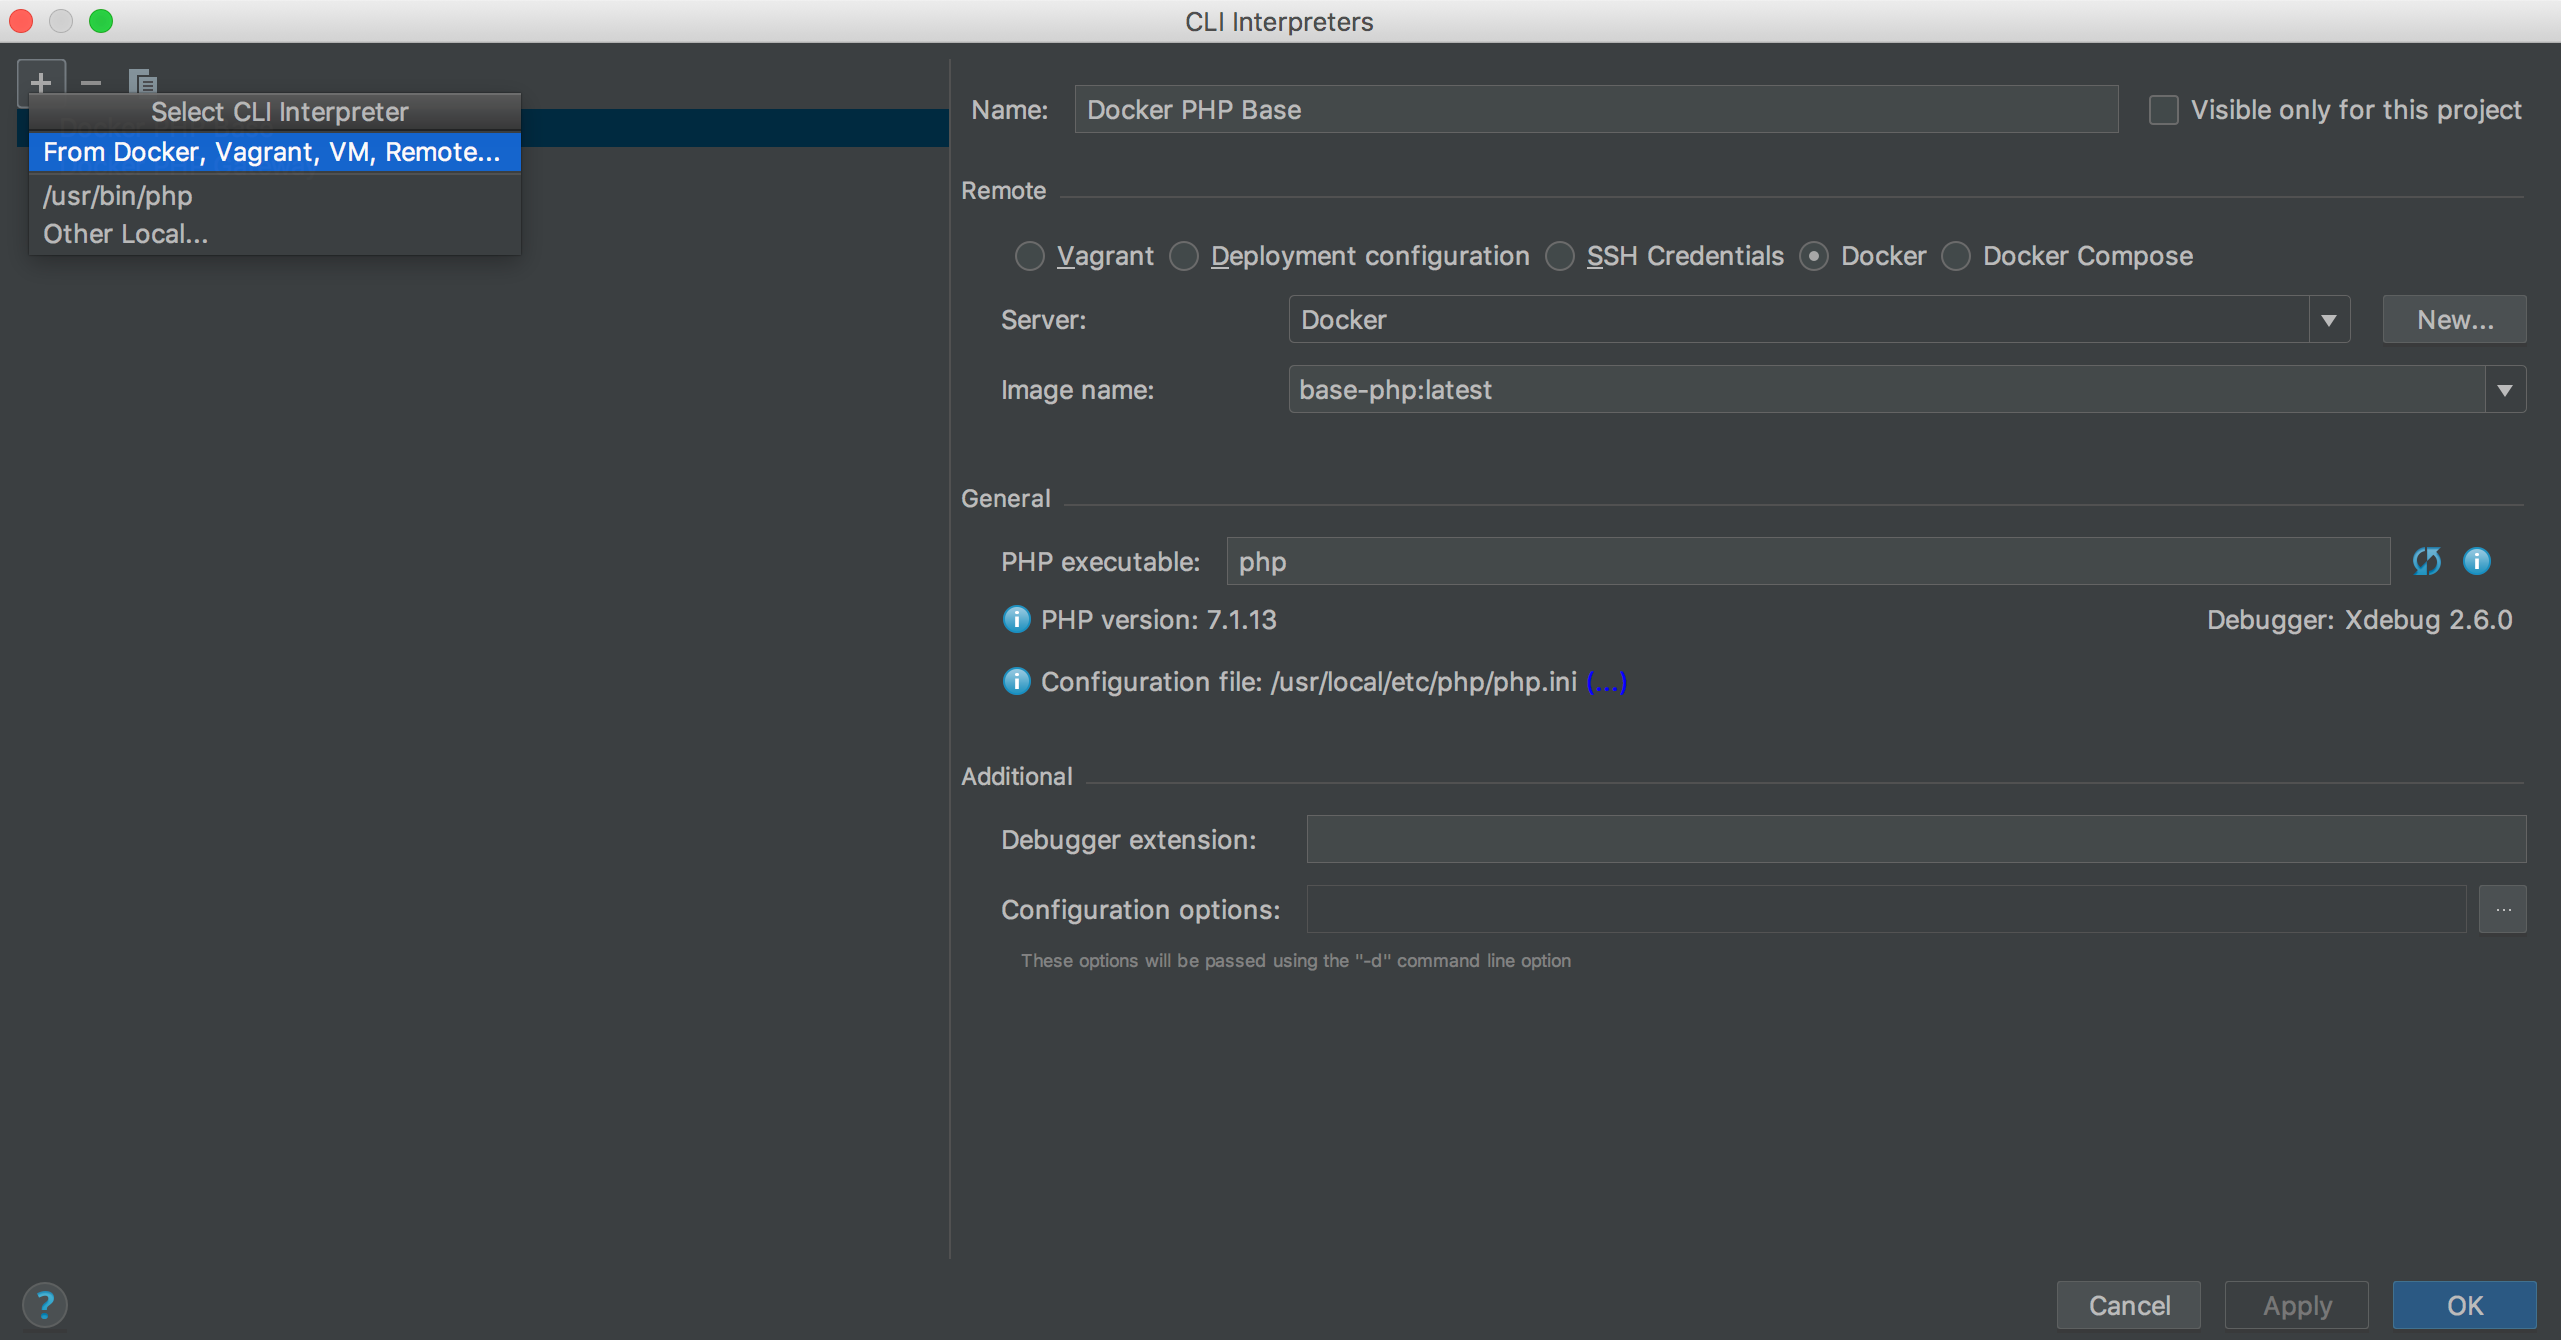 CLI Interpreters
Select CLI Interpreter
From Docker, Vagrant, VM, Remote...
/usr/bin/php
Other Local...
Name: Docker PHP Base Visible only for this project
Remote
Vagrant Deployment configuration SSH Credentials Docker Docker Compose
Server: Docker New...
Image name: base-php:latest
General
PHP executable: php
PHP version: 7.1.13 Debugger: Xdebug 2.6.0
Configuration file: /usr/local/etc/php/php.ini (...)
Additional
Debugger extension:
Configuration options: ...
These options will be passed using the "-d" command line option
? Cancel Apply OK